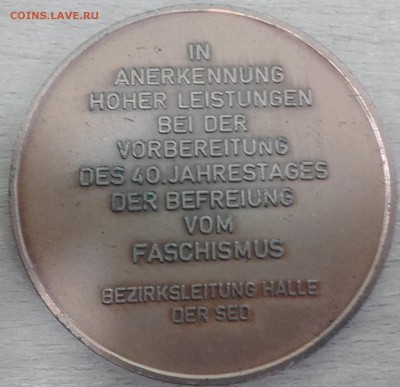 COINS.LAVE.RU
IN
ANERKENNUNG
HOHER LEISTUNGEN
BEI DER
VORBEREITUNG
DES 40. JAHRESTAGES
DER BEFREIUNG
VOM
FASCHISMUS
BEZIRKSLEITUNG HALLE
DER SED